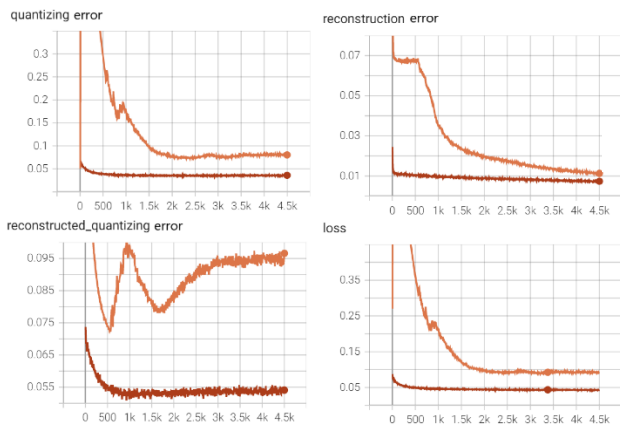 quantizing error
0.3
0.25
0.2
0.15
0.1
0.05
0 500 1k 1.5k 2k 2.5k 3k 3.5k 4k 4.5k
reconstruction error
0.07
0.05
0.03
0.01
0 500 1k 1.5k 2k 2.5k 3k 3.5k 4k 4.5k
reconstructed_quantizing error
0.095
0.085
0.075
0.065
0.055
0 500 1k 1.5k 2k 2.5k 3k 3.5k 4k 4.5k
loss
0.35
0.25
0.15
0.05
0 500 1k 1.5k 2k 2.5k 3k 3.5k 4k 4.5k